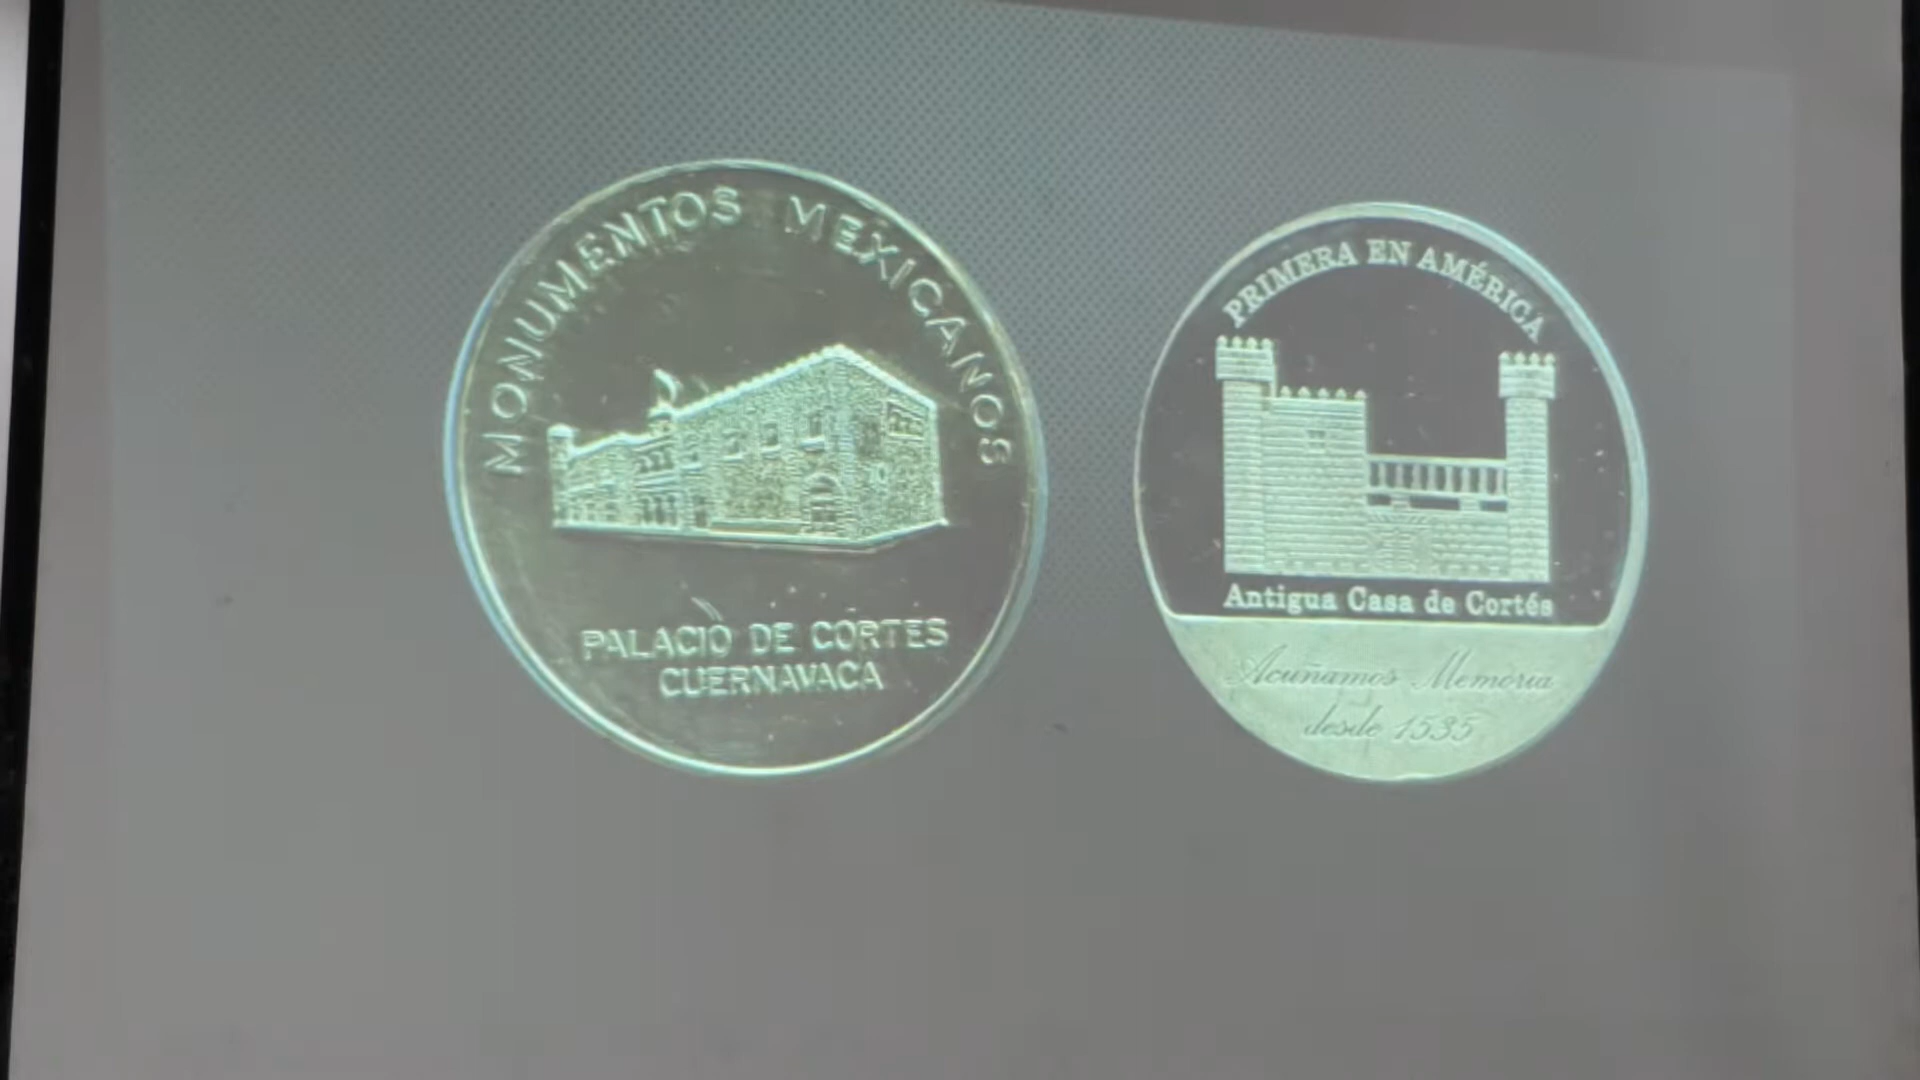 MONUMENTOS MEXICANOS
PALACIO DE CORTES
CUERNAVACA
PRIMERA EN AMÉRICA
Antigua Casa de Cortés
Acuñamos Memoria
desde 1535